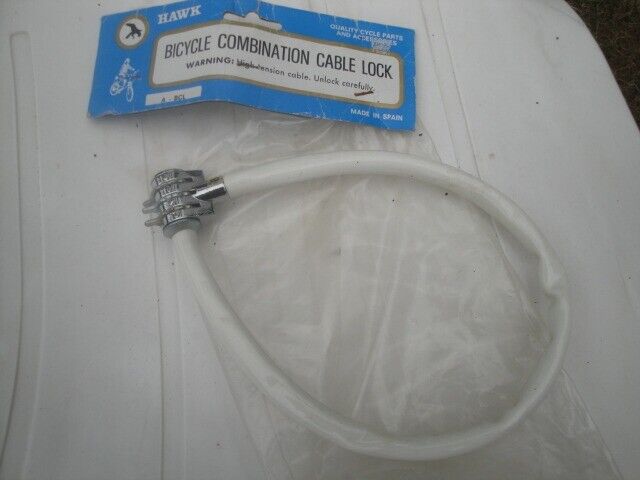 HAWK
QUALITY CYCLE PARTS
AND ACCESSORIES
BICYCLE COMBINATION CABLE LOCK
WARNING: High tension cable. Unlock carefully.
A - BCL
MADE IN SPAIN